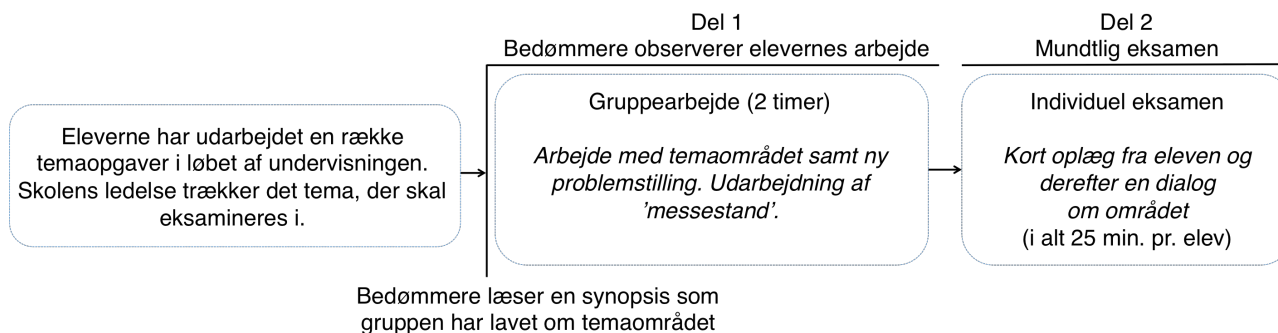 Del 1
Bedømmere observerer elevernes arbejde
Del 2
Mundtlig eksamen
Eleverne har udarbejdet en række
temaopgaver i løbet af undervisningen.
Skolens ledelse trækker det tema, der skal
eksamineres i.
Gruppearbejde (2 timer)
Arbejde med temaområdet samt ny
problemstilling. Udarbejdning af
’messestand’.
Individuel eksamen
Kort oplæg fra eleven og
derefter en dialog
om området
(i alt 25 min. pr. elev)
Bedømmere læser en synopsis som
gruppen har lavet om temaområdet